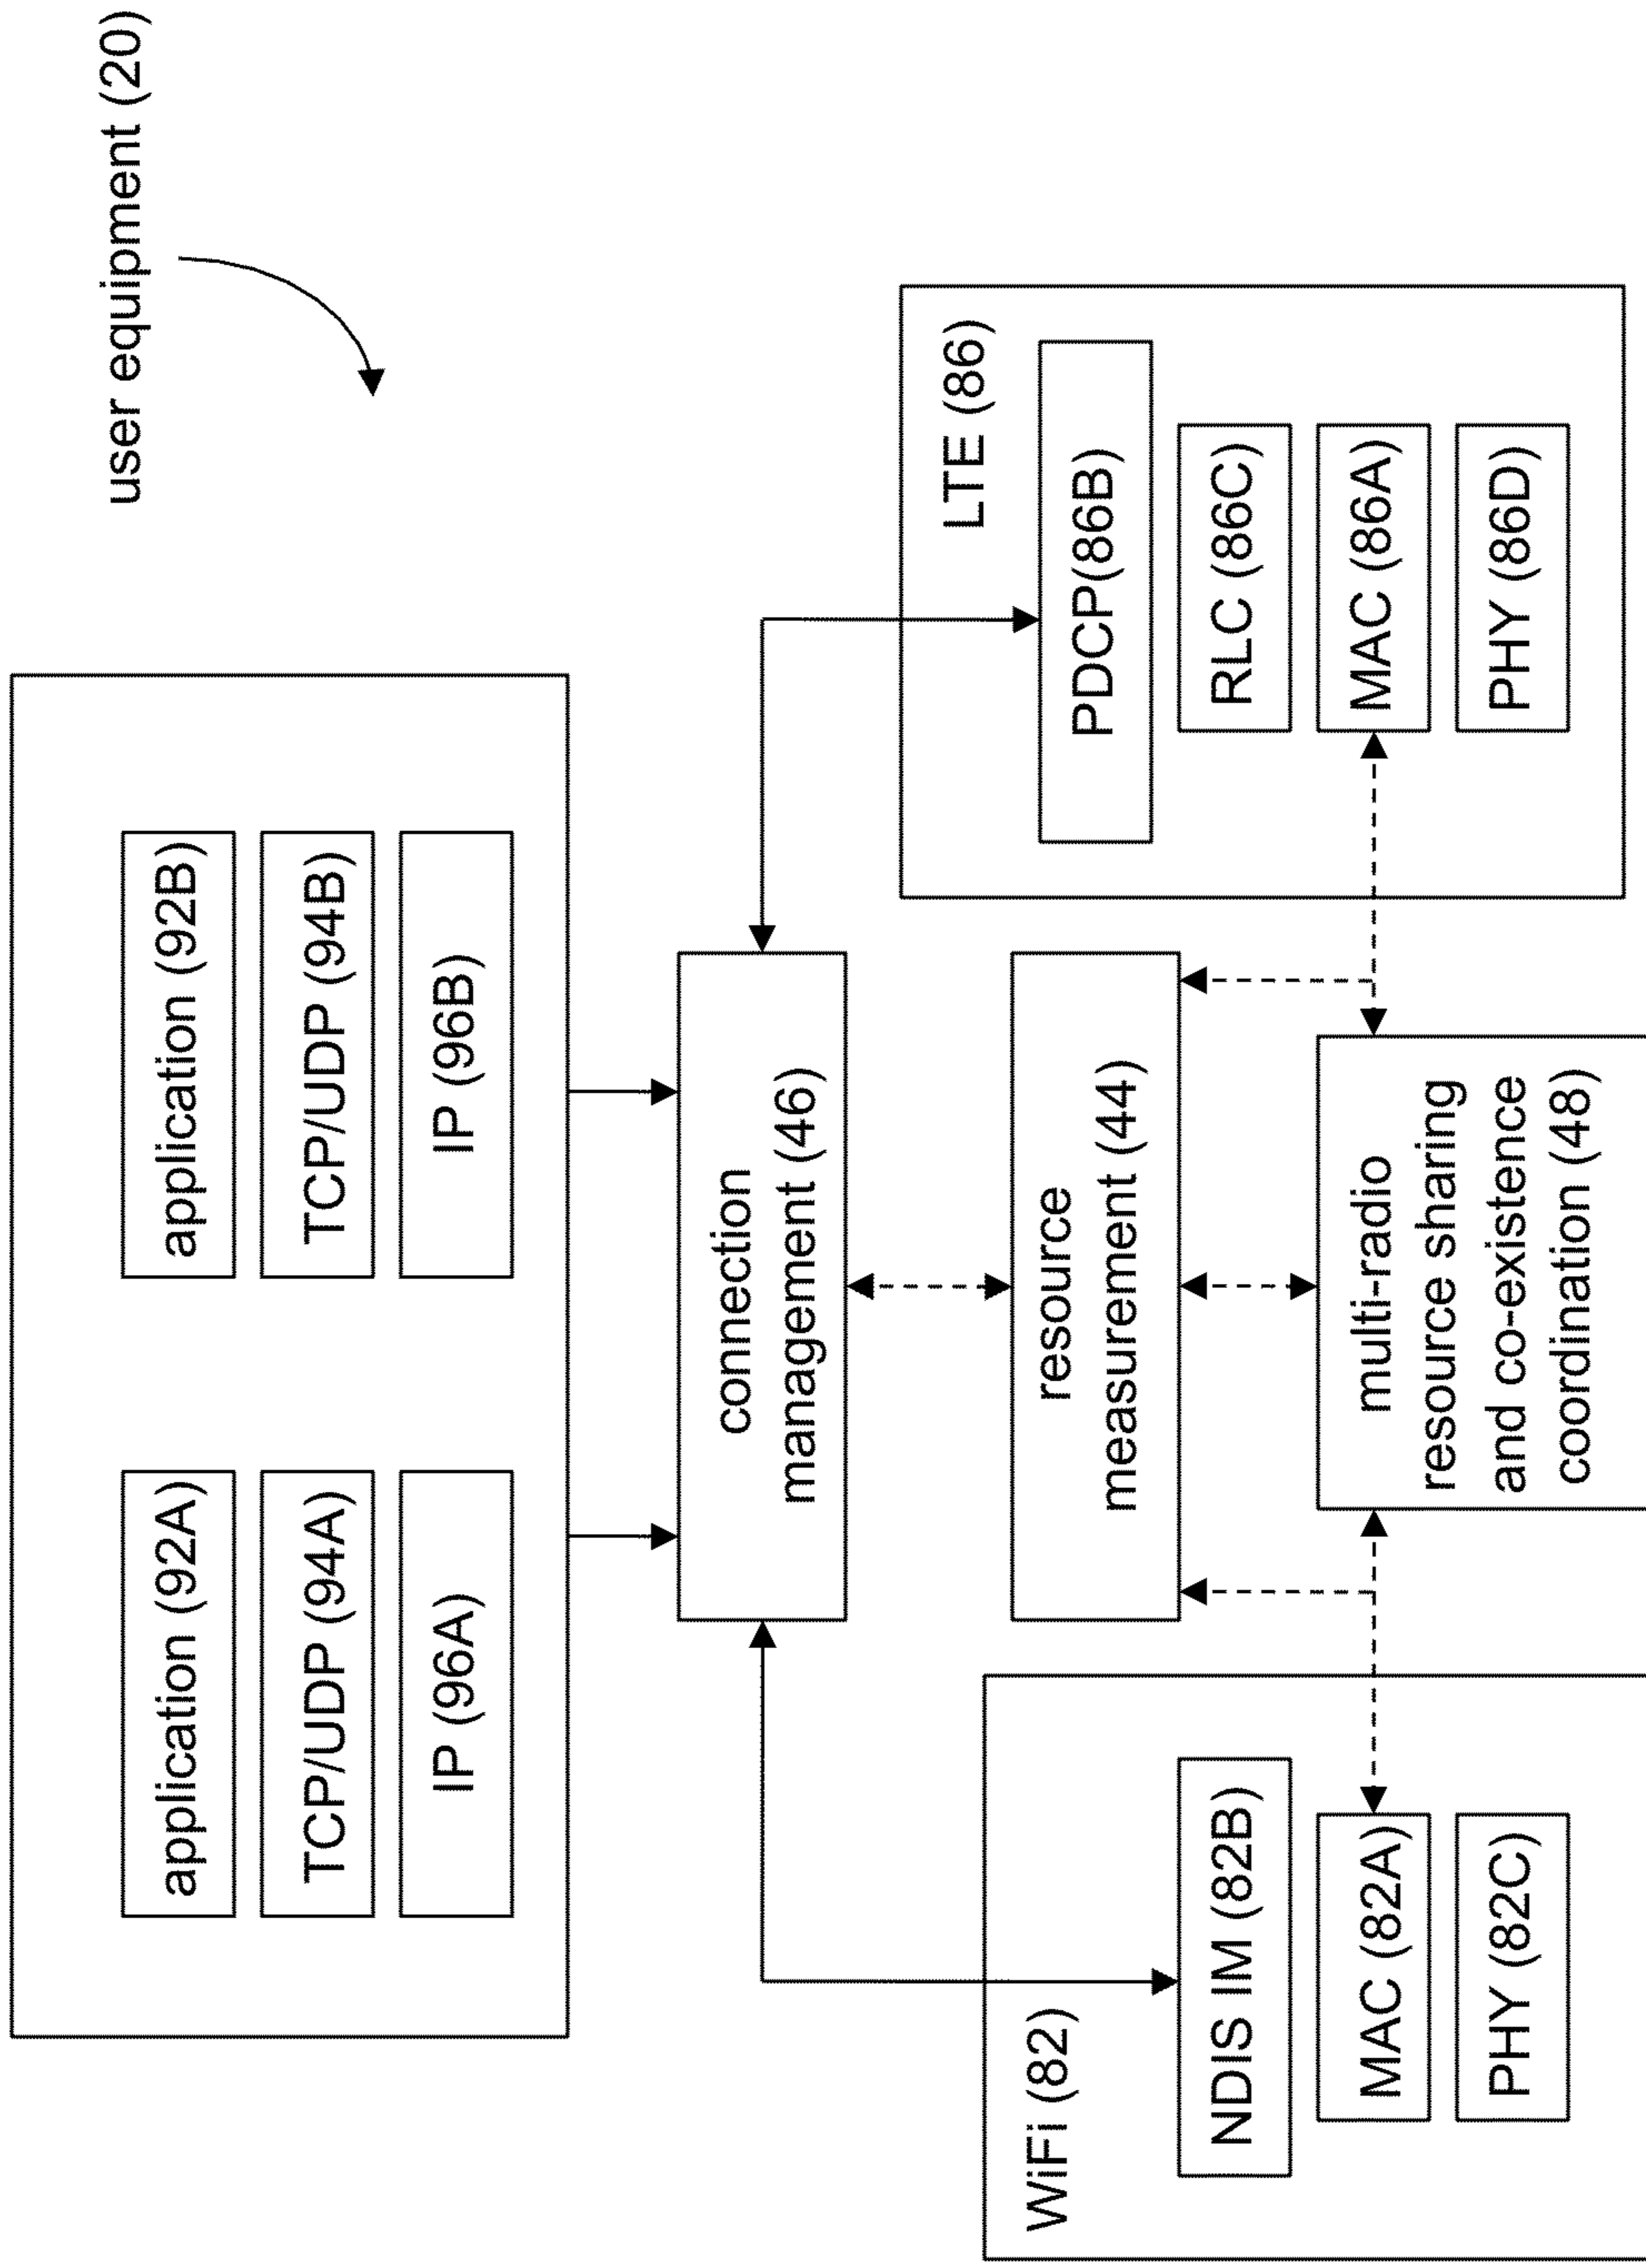 user equipment (20)
application (92A)
TCP/UDP (94A)
IP (96A)
application (92B)
TCP/UDP (94B)
IP (96B)
connection
management (46)
WiFi (82)
NDIS IM (82B)
MAC (82A)
PHY (82C)
resource
measurement (44)
multi-radio
resource sharing
and co-existence
coordination (48)
LTE (86)
PDCP(86B)
RLC (86C)
MAC (86A)
PHY (86D)